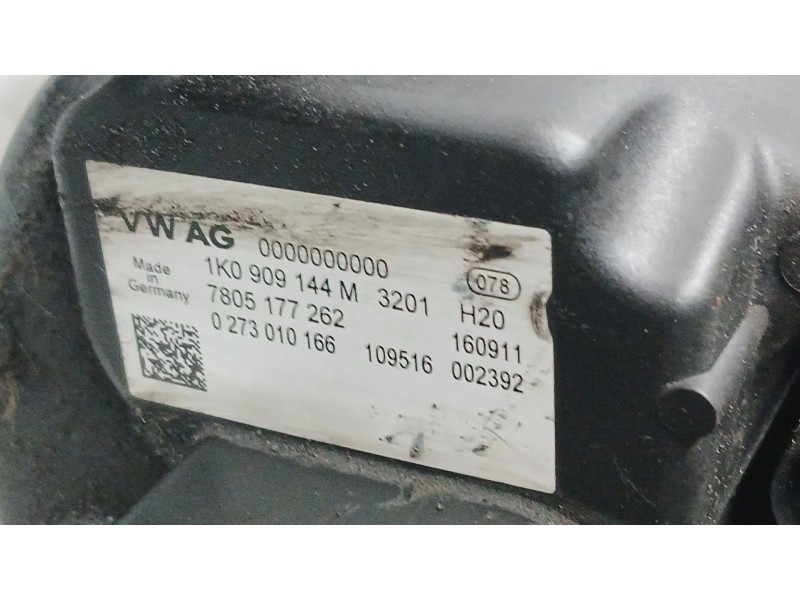 VW AG 0000000000 078
Made in Germany
1K0 909 144 M 3201 H20
7805 177 262 160911
0 273 010 166 109516 002392